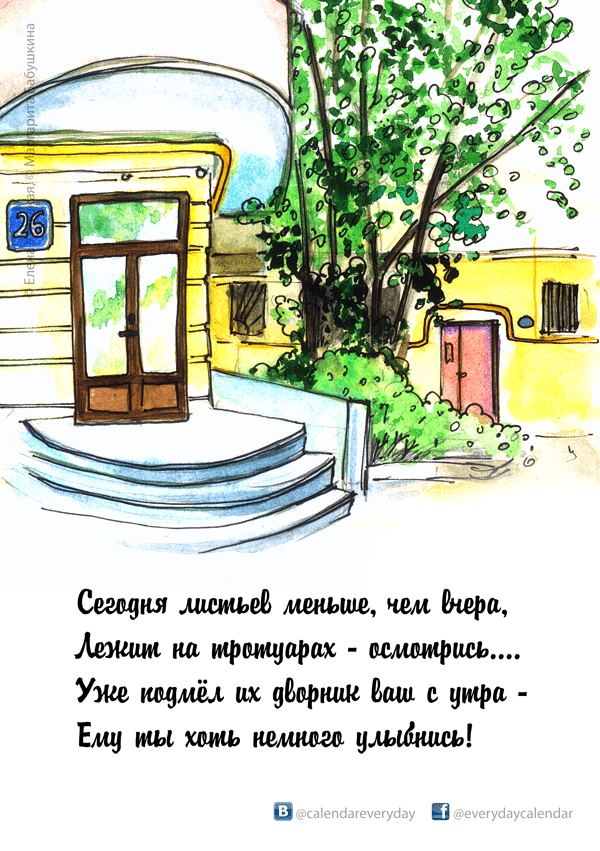 26
Сегодня листьев меньше, чем вчера,
Лежит на тротуарах - осмотрись....
Уже подмёл их дворник ваш с утра -
Ему ты хоть немного улыбнись!
B @calendareveryday f @everydaycalendar